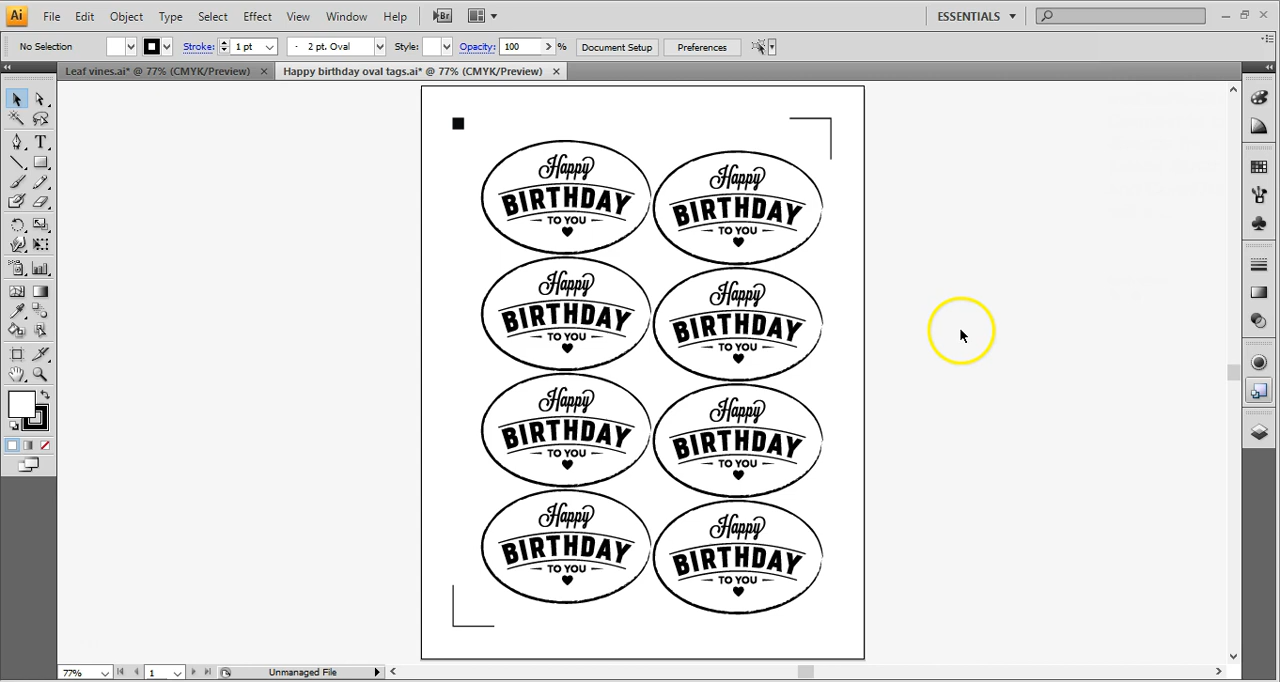 Ai File Edit Object Type Select Effect View Window Help Br ESSENTIALS
No Selection Stroke: 1 pt 2 pt. Oval Style: Opacity: 100 % Document Setup Preferences
Leaf vines.ai* @ 77% (CMYK/Preview) × Happy birthday oval tags.ai* @ 77% (CMYK/Preview) ×
Happy
BIRTHDAY
TO YOU
Happy
BIRTHDAY
TO YOU
Happy
BIRTHDAY
TO YOU
Happy
BIRTHDAY
TO YOU
Happy
BIRTHDAY
TO YOU
Happy
BIRTHDAY
TO YOU
Happy
BIRTHDAY
TO YOU
Happy
BIRTHDAY
TO YOU
77% 1 Unmanaged File